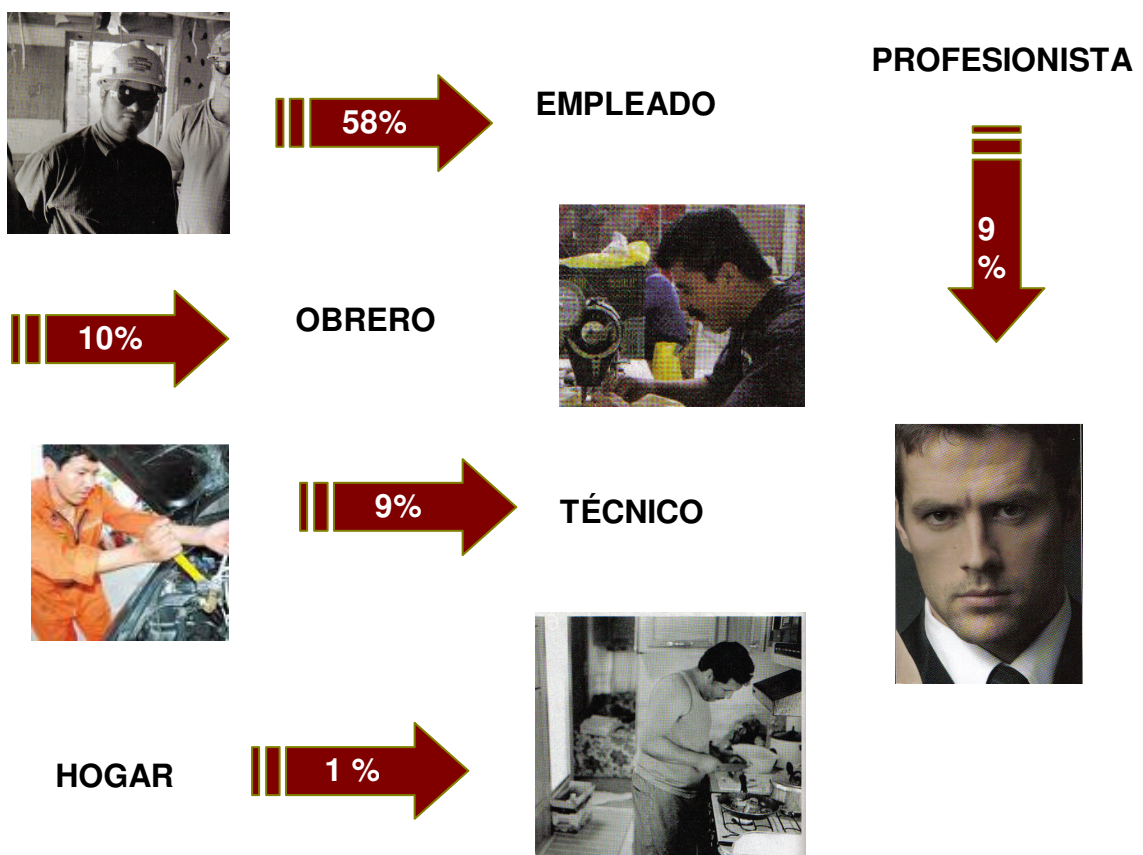 PROFESIONISTA
58%
EMPLEADO
9
%
10%
OBRERO
9%
TÉCNICO
HOGAR
1 %